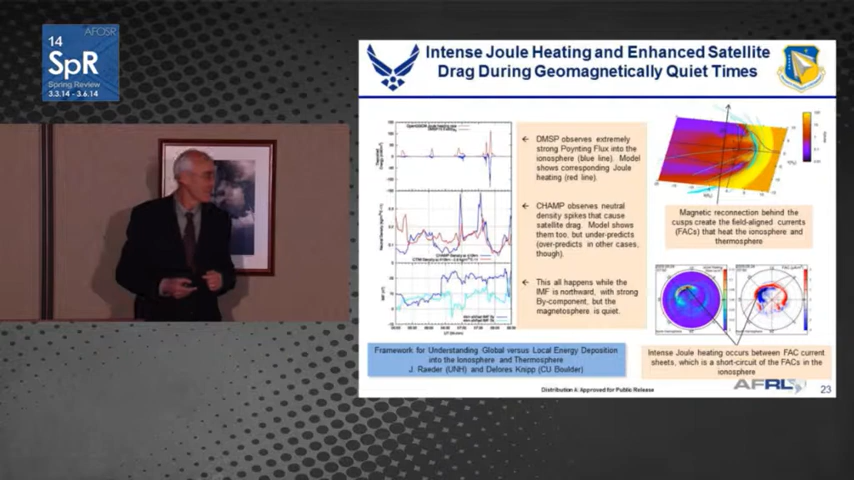 AFOSR
14
SpR
Spring Review
3.3.14 - 3.6.14
Intense Joule Heating and Enhanced Satellite
Drag During Geomagnetically Quiet Times
DMSP observes extremely
strong Poynting Flux into the
ionosphere (blue line). Model
shows corresponding Joule
heating (red line).
CHAMP observes neutral
density spikes that cause
satellite drag. Model shows
them too, but under-predicts
(over-predicts in other cases,
though).
This all happens while the
IMF is northward, with strong
By-component, but the
magnetosphere is quiet.
Magnetic reconnection behind the
cusps create the field-aligned currents
(FACs) that heat the ionosphere and
thermosphere
Intense Joule heating occurs between FAC current
sheets, which is a short-circuit of the FACs in the
ionosphere
Framework for Understanding Global versus Local Energy Deposition
into the Ionosphere and Thermosphere
J. Raeder (UNH) and Delores Knipp (CU Boulder)
Distribution A: Approved for Public Release
AFRL
23